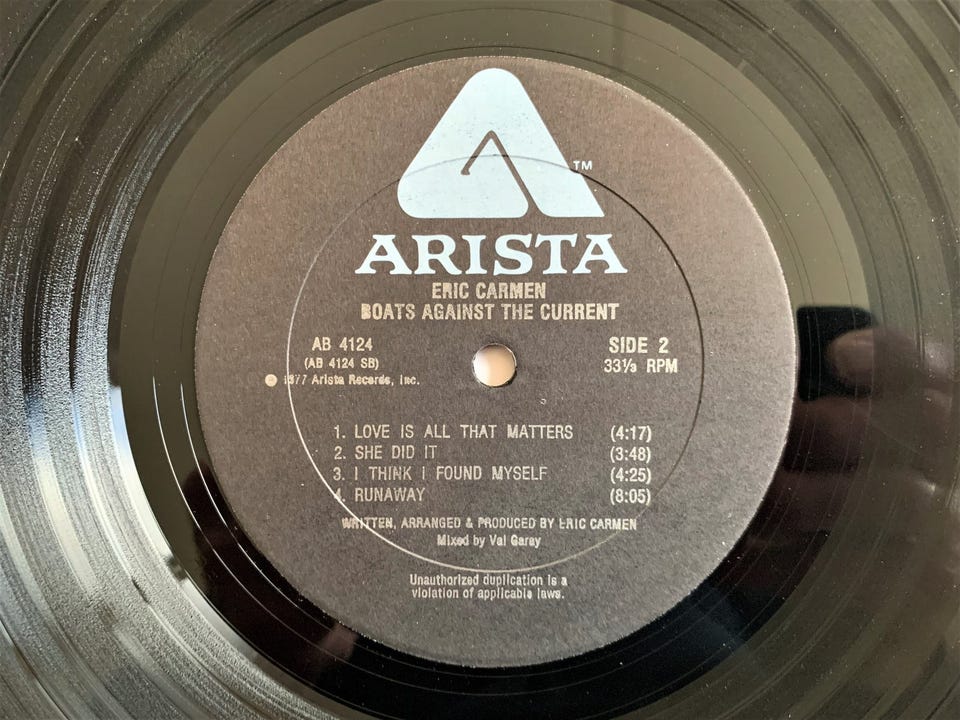 TM
ARISTA
ERIC CARMEN
BOATS AGAINST THE CURRENT
AB 4124
(AB 4124 SB)
℗ 1977 Arista Records, Inc.
SIDE 2
33⅓ RPM
1. LOVE IS ALL THAT MATTERS (4:17)
2. SHE DID IT (3:48)
3. I THINK I FOUND MYSELF (4:25)
4. RUNAWAY (8:05)
WRITTEN, ARRANGED & PRODUCED BY ERIC CARMEN
Mixed by Val Garay
Unauthorized duplication is a
violation of applicable laws.